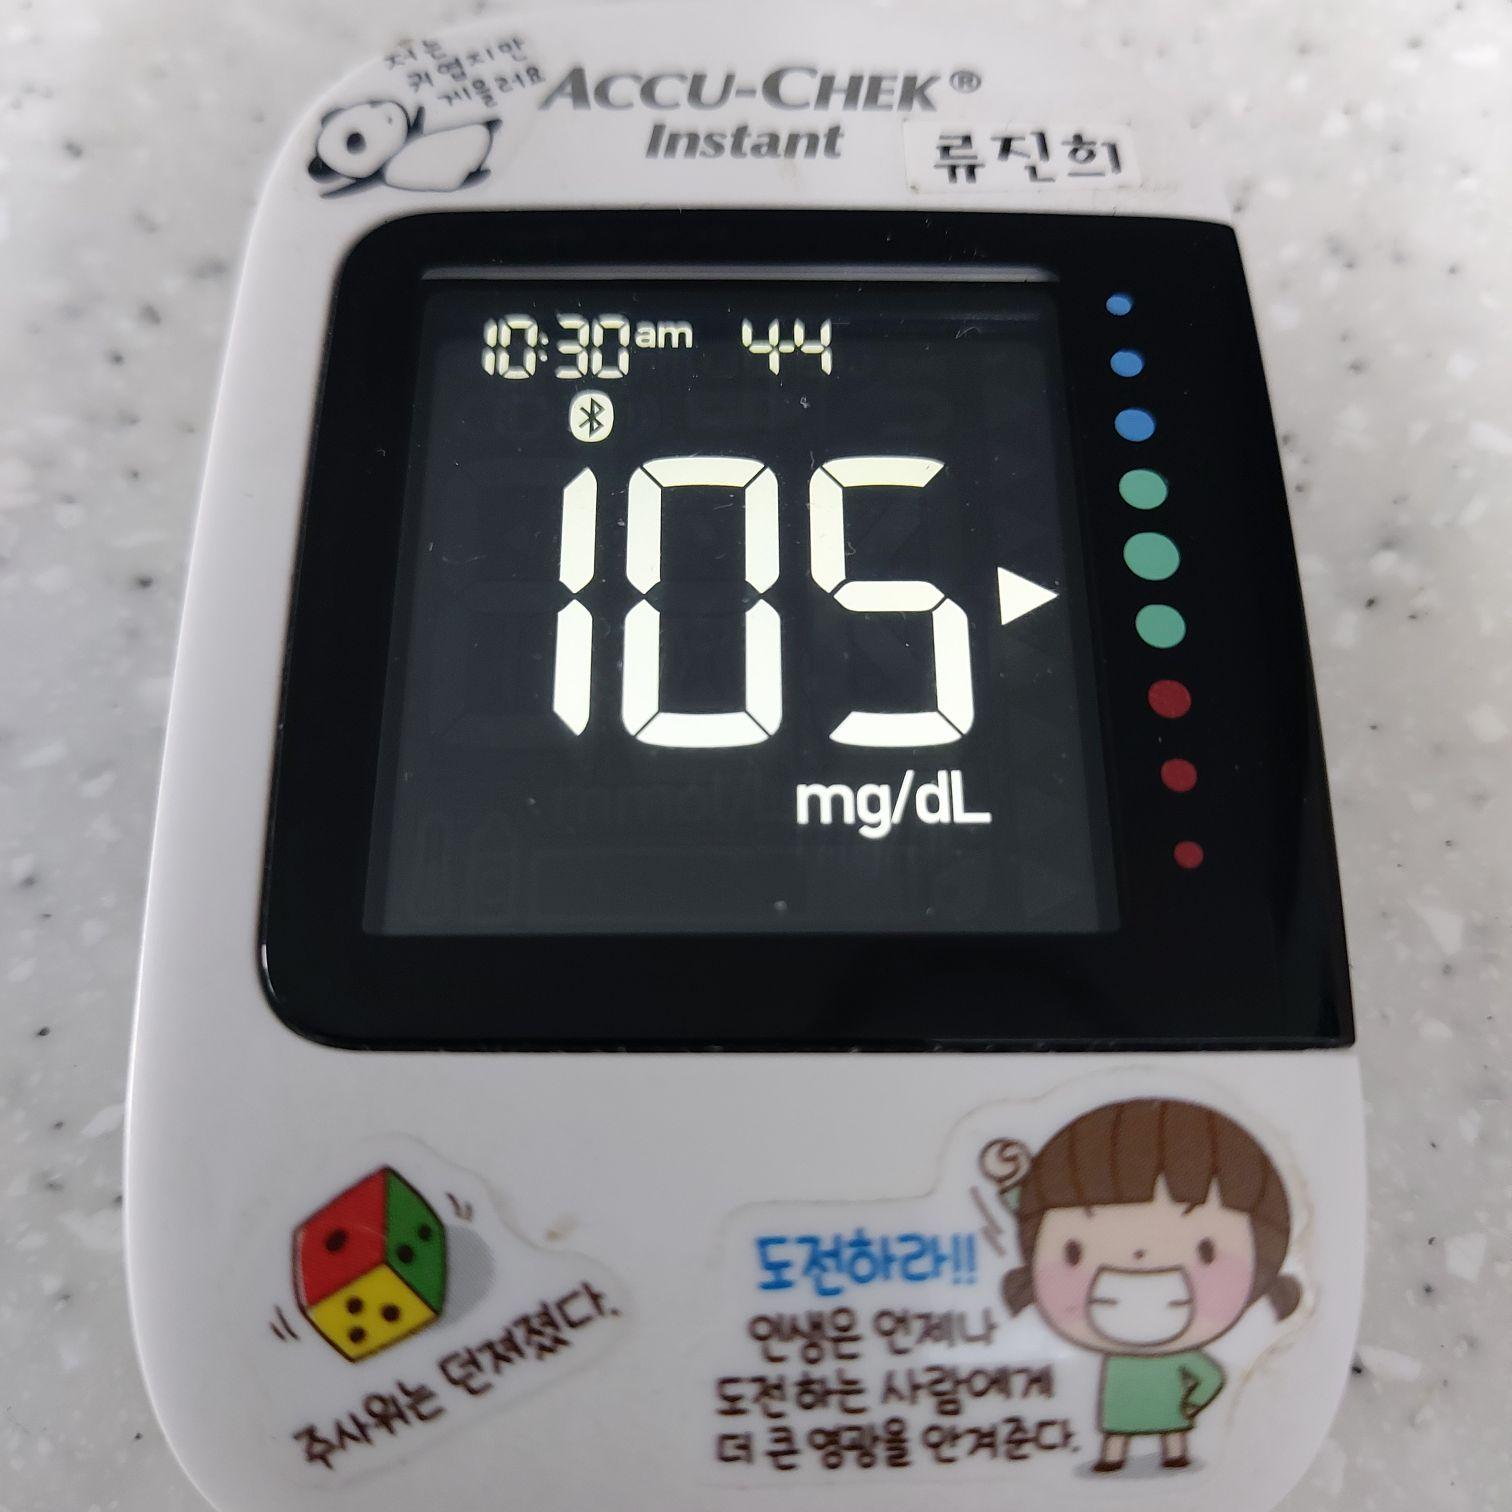 저는
귀엽지만
게을러요
ACCU-CHEK®
Instant
류진희
10:30am 4-4
105
mg/dL
주사위는 던져졌다.
도전하라!!
인생은 언제나
도전하는 사람에게
더 큰 영광을 안겨준다.